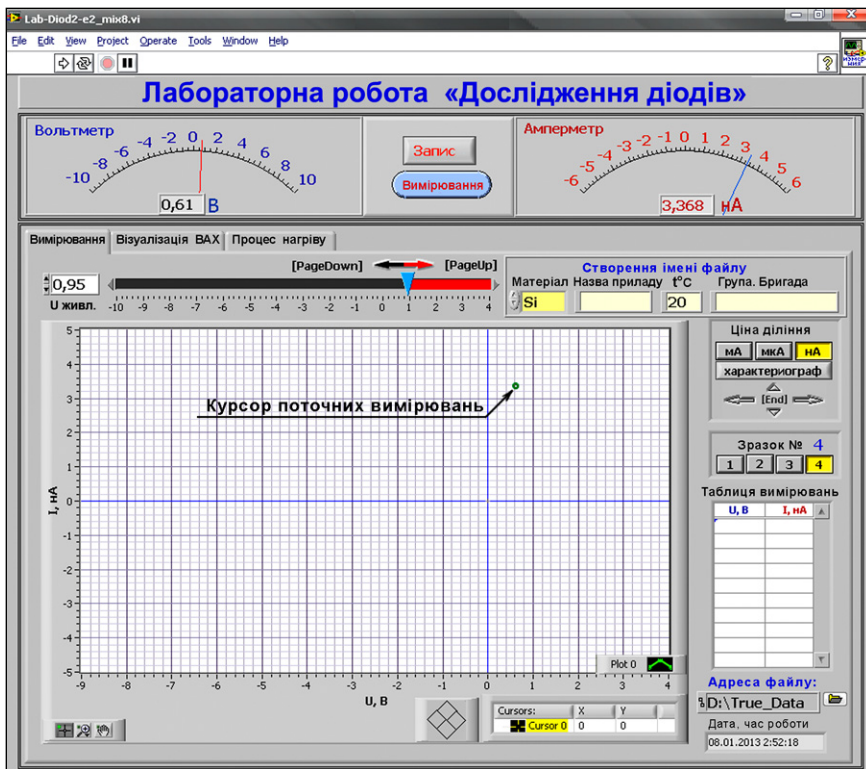 Lab-Diod2-e2_mix8.vi
File Edit View Project Operate Tools Window Help
?
Лабораторна робота «Дослідження діодів»
Вольтметр
-10 -8 -6 -4 -2 0 2 4 6 8 10
0,61 В
Запис
Вимірювання
Амперметр
-6 -5 -4 -3 -2 -1 0 1 2 3 4 5 6
3,368 нА
Вимірювання Візуалізація ВАХ Процес нагріву
[PageDown] [PageUp]
0,95
U живл. -10 -9 -8 -7 -6 -5 -4 -3 -2 -1 0 1 2 3 4
Створення імені файлу
Матеріал Назва приладу t°C Група. Бригада
Si 20
5
4
3
2
1
0
-1
-2
-3
-4
-5
I, нА
Курсор поточних вимірювань
-9 -8 -7 -6 -5 -4 -3 -2 -1 0 1 2 3 4
U, В
Plot 0
Cursors: X Y
Cursor 0 0 0
Ціна діління
мА мкА нА
характериограф
[End]
Зразок № 4
1 2 3 4
Таблиця вимірювань
U, В I, нА
Адреса файлу:
D:\True_Data
Дата, час роботи
08.01.2013 2:52:18